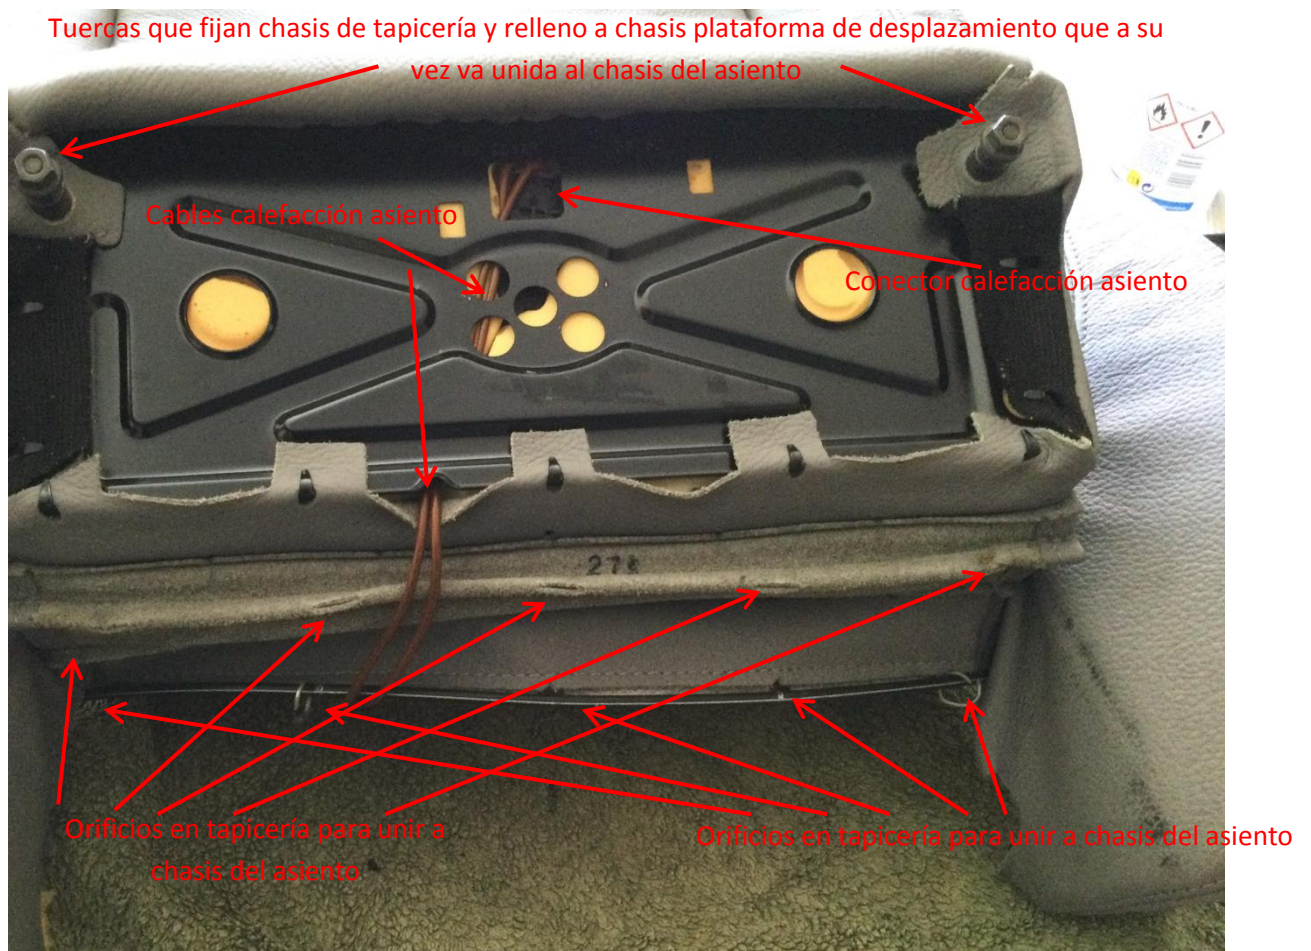 Tuercas que fijan chasis de tapicería y relleno a chasis plataforma de desplazamiento que a su
vez va unida al chasis del asiento
Cables calefacción asiento
Conector calefacción asiento
Orificios en tapicería para unir a
chasis del asiento
Orificios en tapicería para unir a chasis del asiento